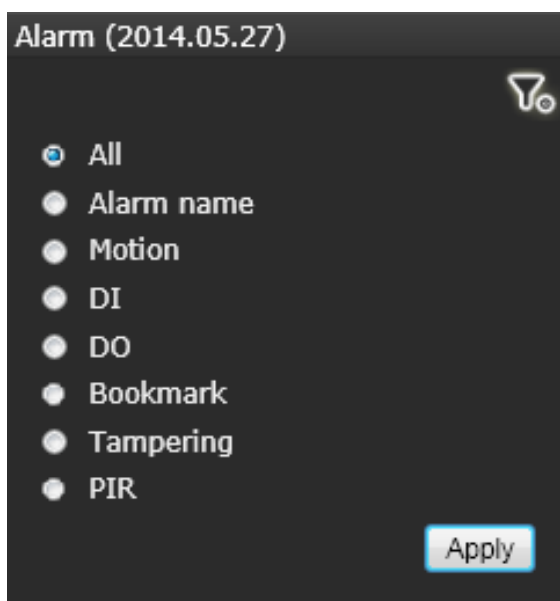 Alarm (2014.05.27)
All
Alarm name
Motion
DI
DO
Bookmark
Tampering
PIR
Apply